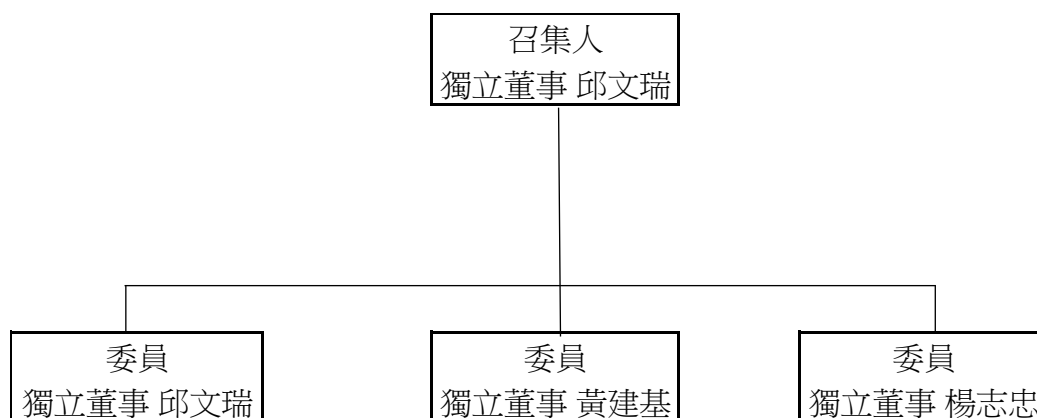 召集人
獨立董事 邱文瑞
委員
獨立董事 邱文瑞
委員
獨立董事 黃建基
委員
獨立董事 楊志忠